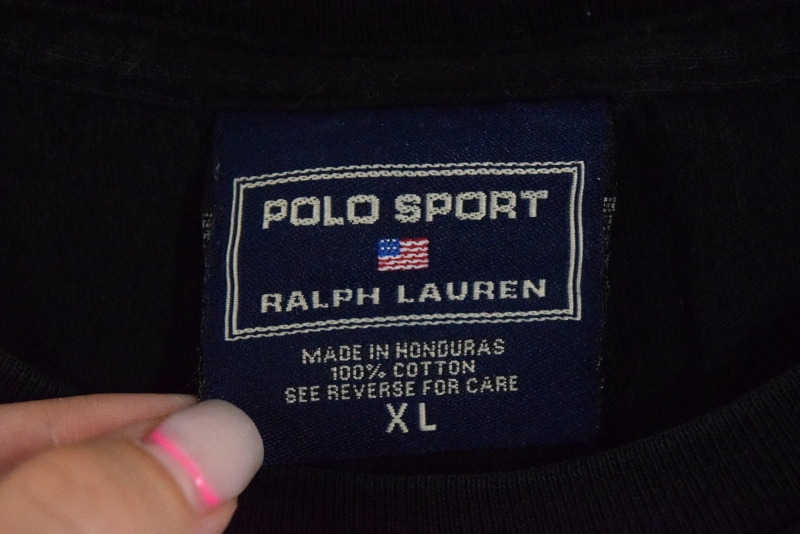 POLO SPORT
RALPH LAUREN
MADE IN HONDURAS
100% COTTON
SEE REVERSE FOR CARE
XL